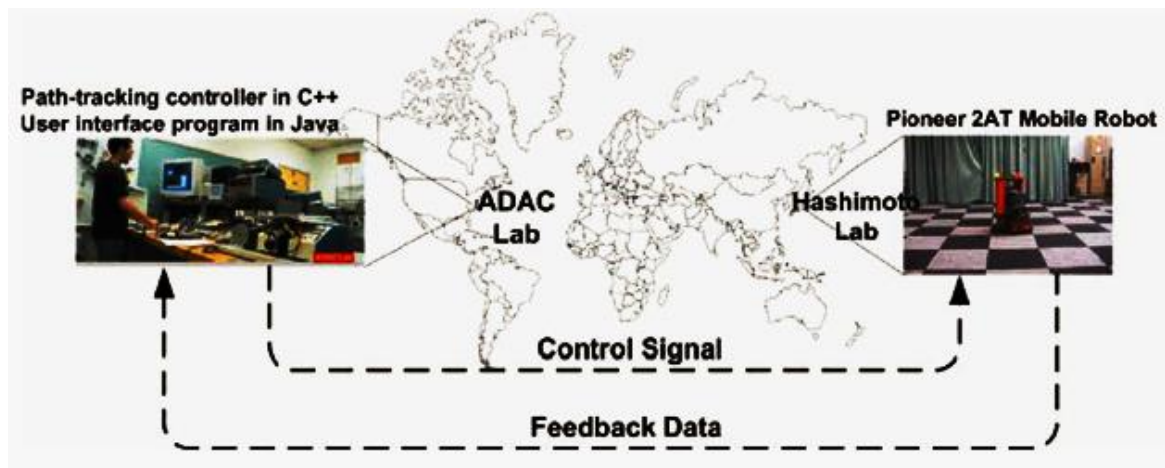 Path-tracking controller in C++
User interface program in Java
Pioneer 2AT Mobile Robot
ADAC
Lab
Hashimoto
Lab
Control Signal
Feedback Data